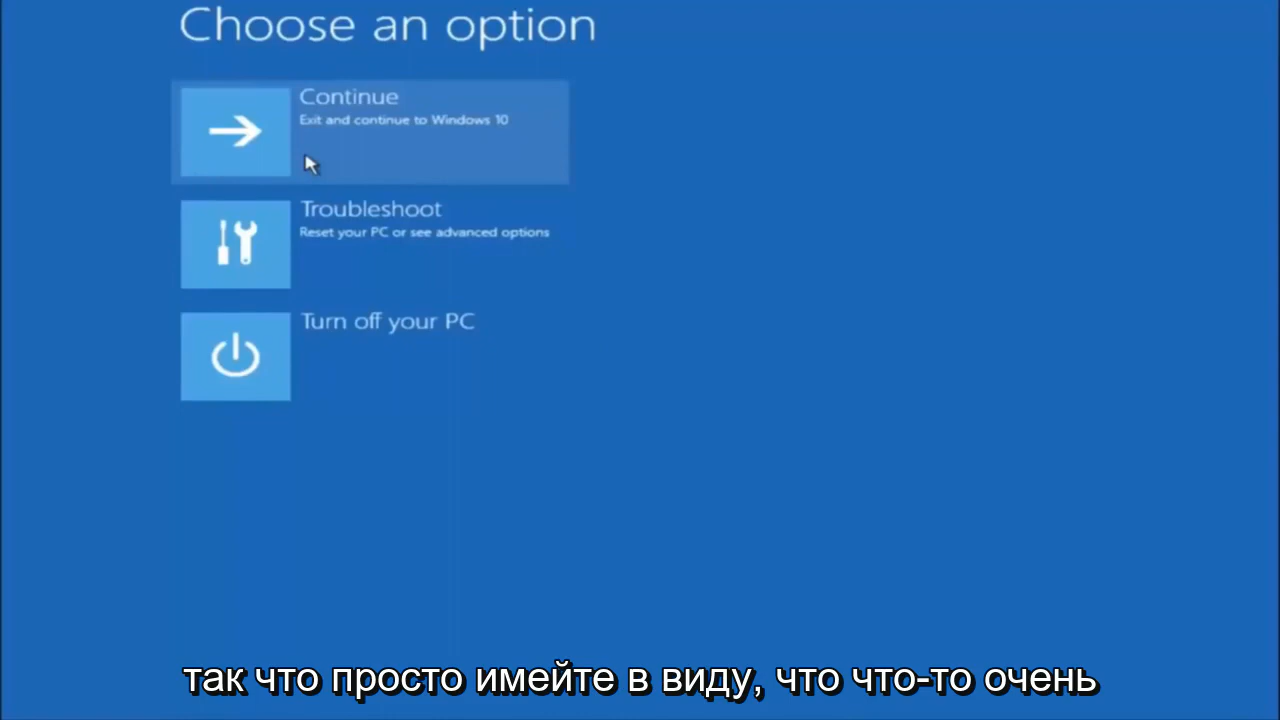 Choose an option
Continue
Exit and continue to Windows 10
Troubleshoot
Reset your PC or see advanced options
Turn off your PC
так что просто имейте в виду, что что-то очень